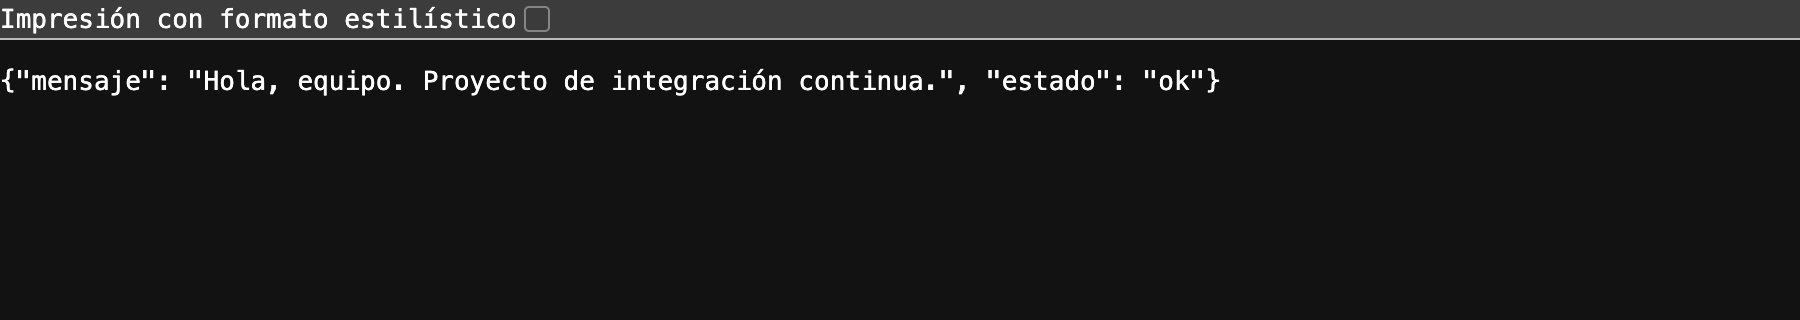 Impresión con formato estilístico
{"mensaje": "Hola, equipo. Proyecto de integración continua.", "estado": "ok"}